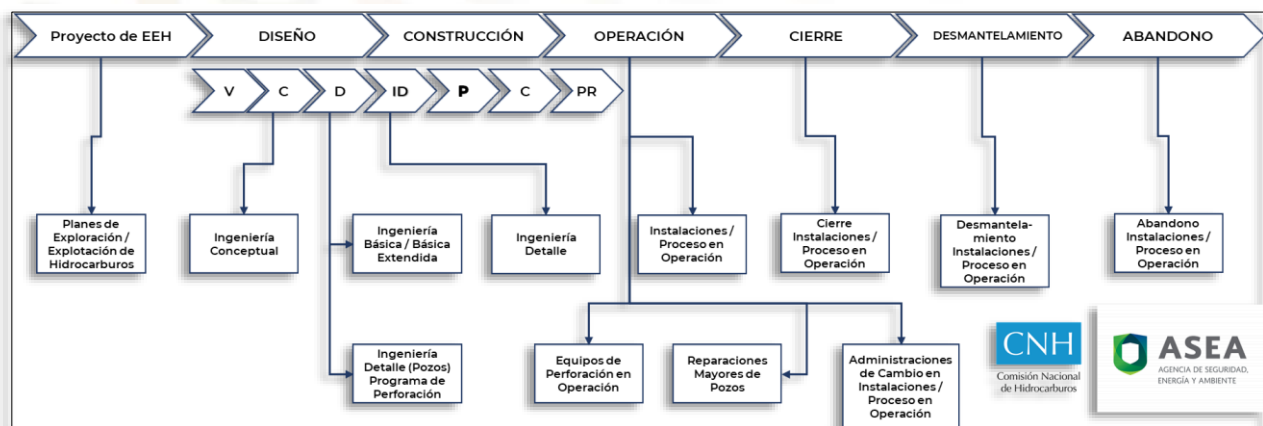 Proyecto de EEH
DISEÑO
CONSTRUCCIÓN
OPERACIÓN
CIERRE
DESMANTELAMIENTO
ABANDONO
V
C
D
ID
P
C
PR
Planes de
Exploración /
Explotación de
Hidrocarburos
Ingeniería
Conceptual
Ingeniería
Básica / Básica
Extendida
Ingeniería
Detalle
Instalaciones /
Proceso en
Operación
Cierre
Instalaciones
/ Proceso en
Operación
Desmantela-
miento
Instalaciones
/ Proceso en
Operación
Abandono
Instalaciones /
Proceso en
Operación
Ingeniería
Detalle (Pozos)
Programa de
Perforación
Equipos de
Perforación en
Operación
Reparaciones
Mayores de
Pozos
Administraciones
de Cambio en
Instalaciones /
Proceso en
Operación
CNH
Comisión Nacional
de Hidrocarburos
ASEA
AGENCIA DE SEGURIDAD,
ENERGÍA Y AMBIENTE